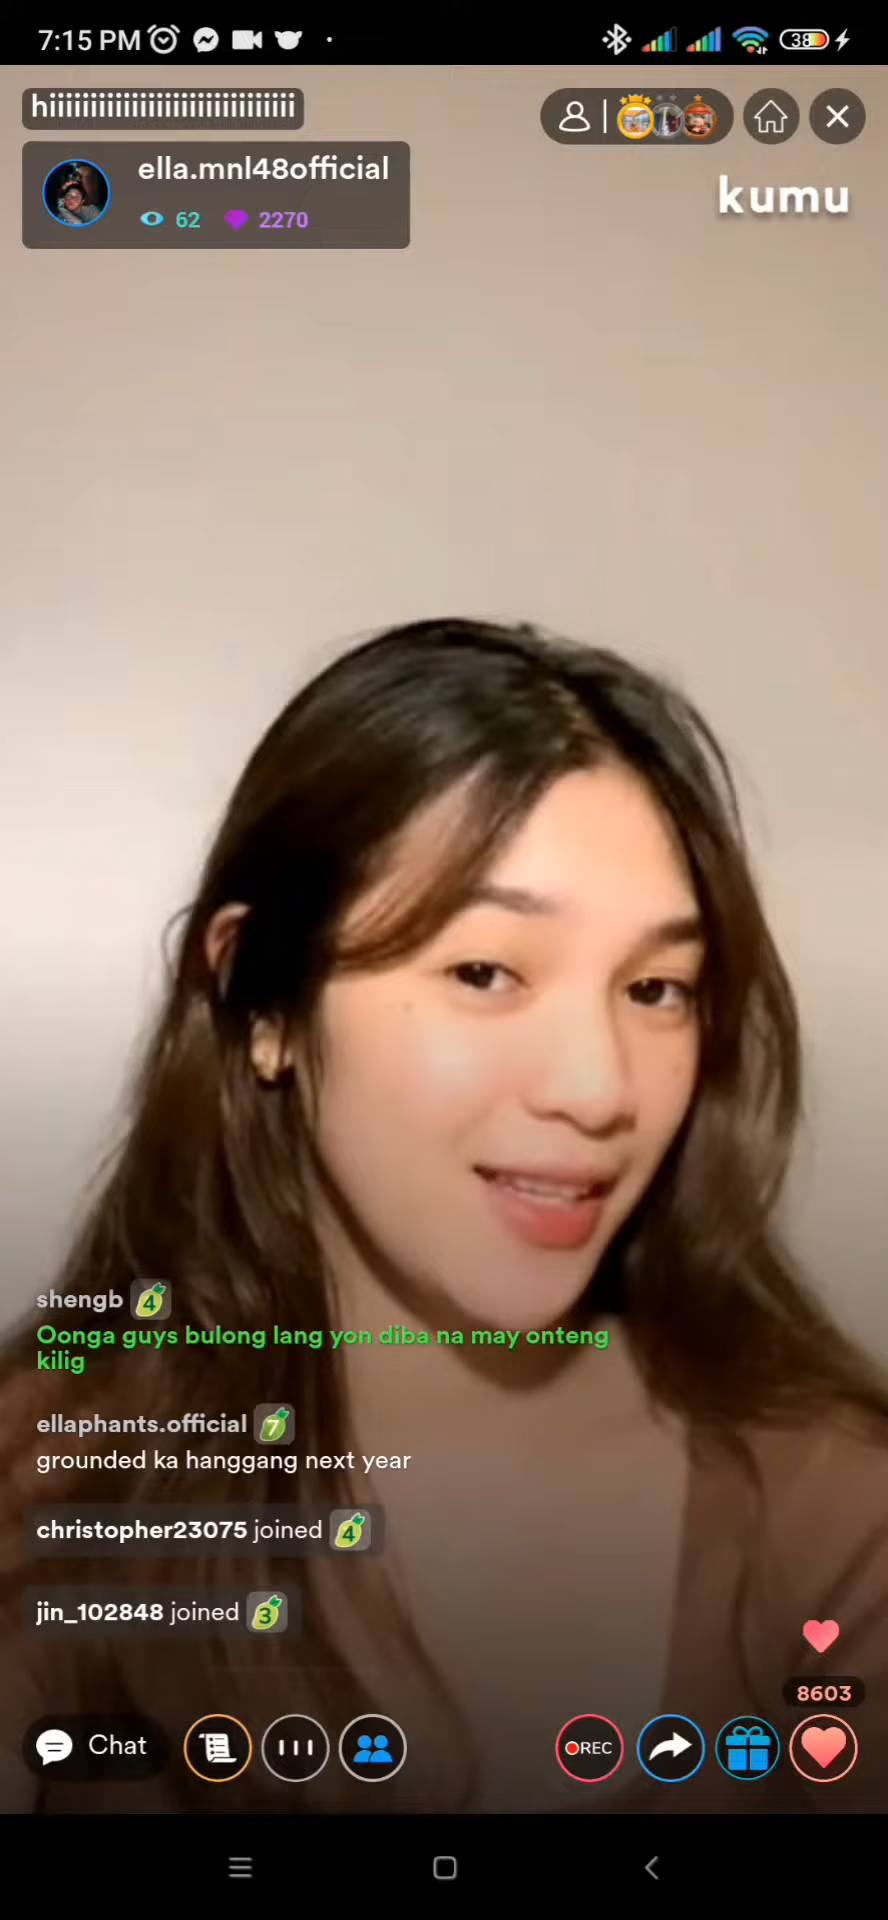 7:15 PM
38
hiiiiiiiiiiiiiiiiiiiiiiiiiiiiii
ella.mnl48official
62 2270
kumu
shengb 4
Oonga guys bulong lang yon diba na may onteng
kilig
ellaphants.official 7
grounded ka hanggang next year
christopher23075 joined 4
jin_102848 joined 3
8603
Chat
REC